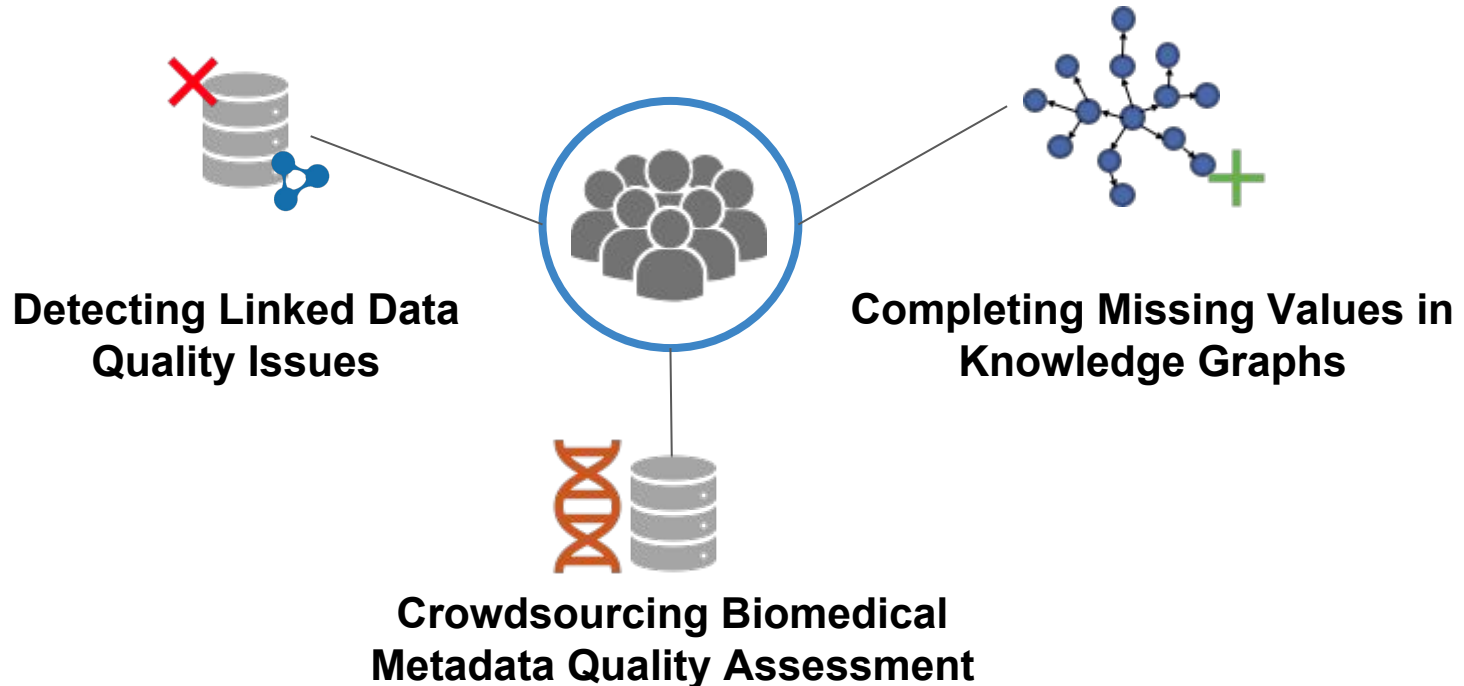 Detecting Linked Data
Quality Issues
Completing Missing Values in
Knowledge Graphs
Crowdsourcing Biomedical
Metadata Quality Assessment